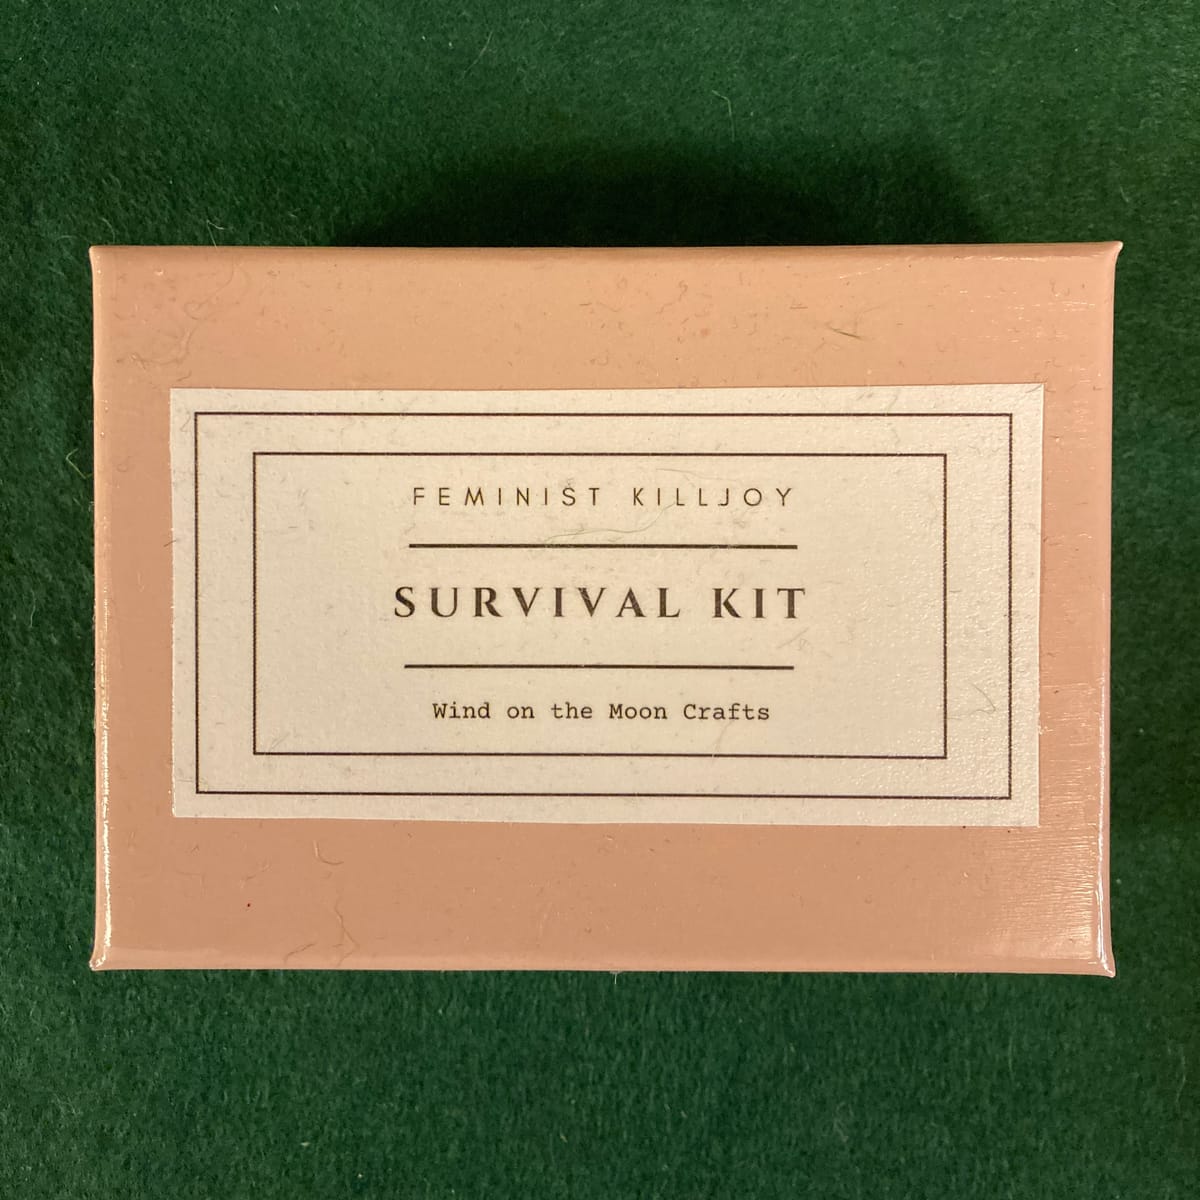 FEMINIST KILLJOY
SURVIVAL KIT
Wind on the Moon Crafts